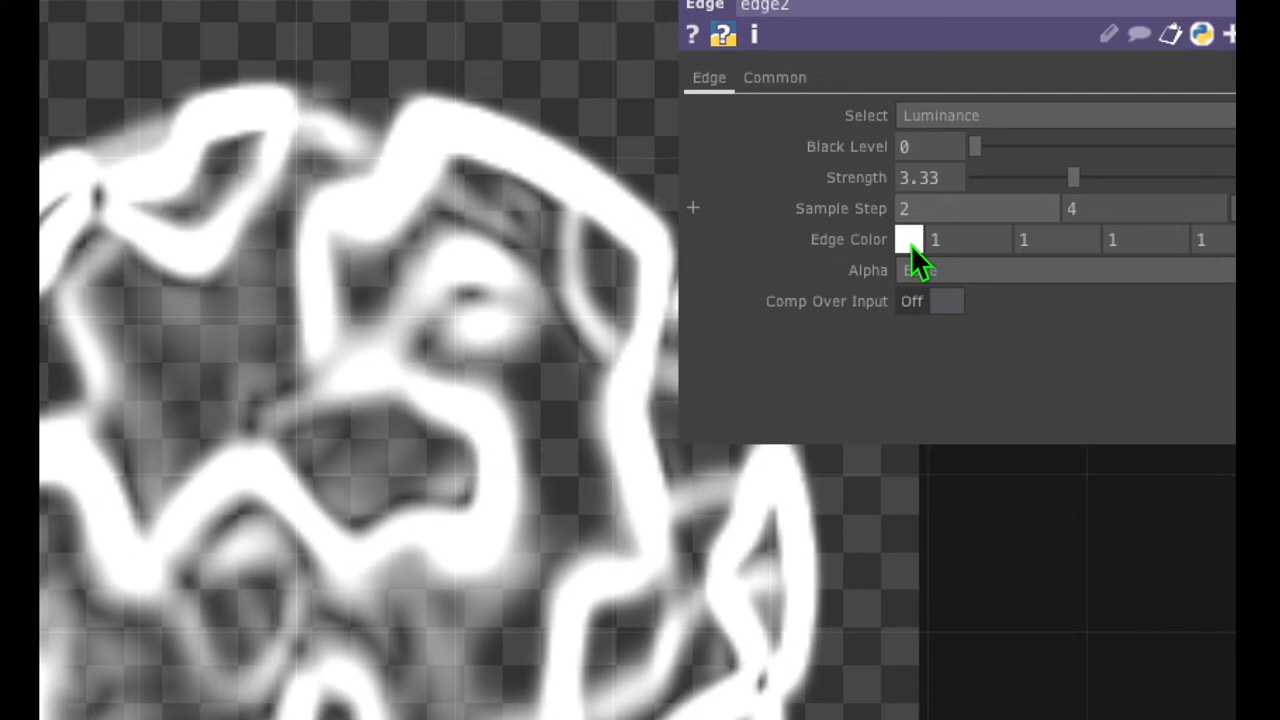 Edge edge2
? ? i
Edge Common
Select Luminance
Black Level 0
Strength 3.33
+ Sample Step 2 4
Edge Color 1 1 1 1
Alpha
Comp Over Input Off